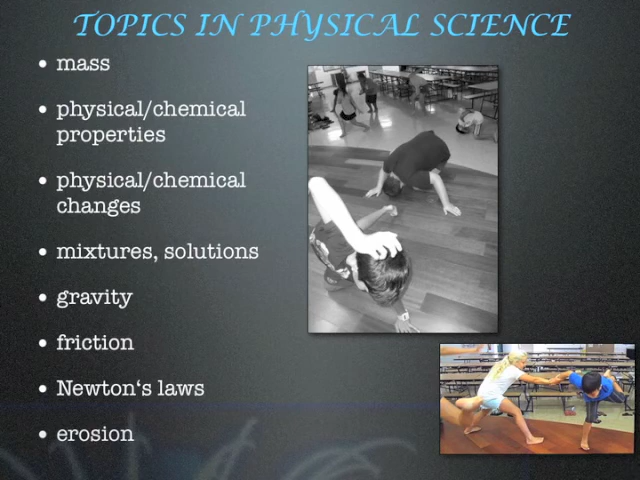 TOPICS IN PHYSICAL SCIENCE
• mass
• physical/chemical
properties
• physical/chemical
changes
• mixtures, solutions
• gravity
• friction
• Newton‘s laws
• erosion